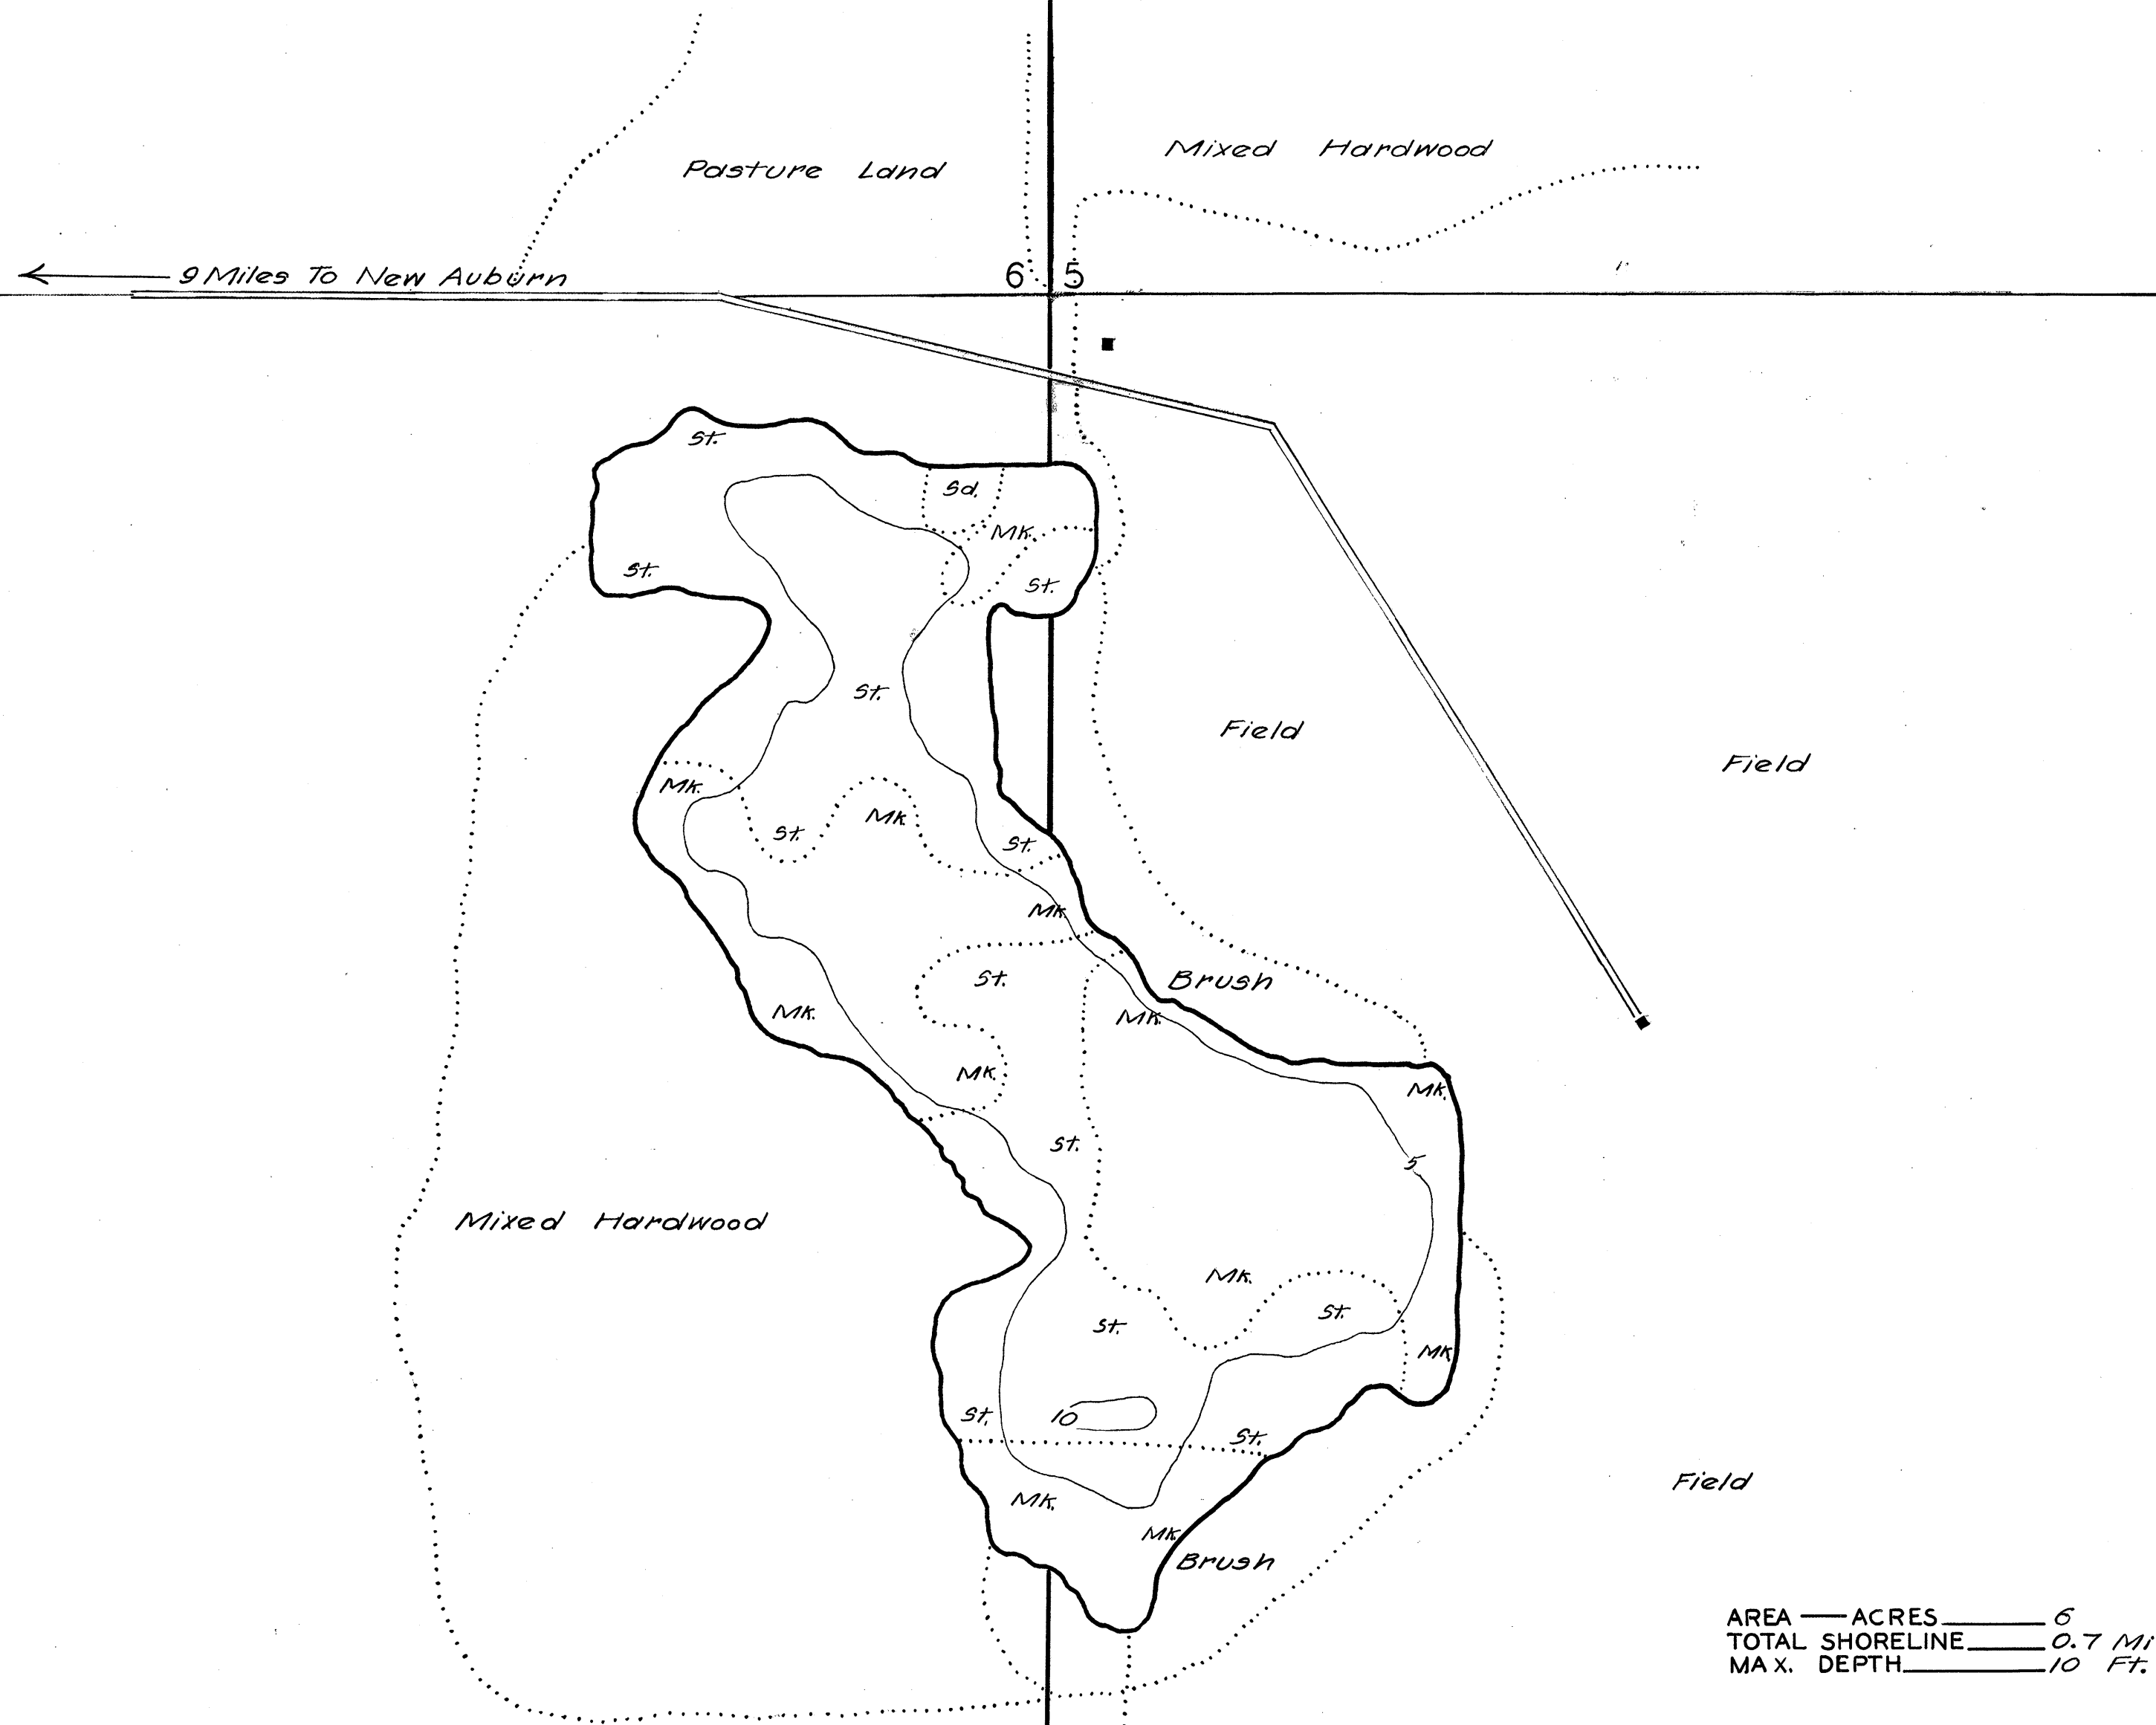 Mixed Hardwood
Pasture Land
9 Miles To New Auburn
6 5
St.
Sd.
Mk.
St.
St.
St.
Field
Field
Mk.
Mk.
St.
St.
Mk.
St.
Brush
Mk.
Mk.
Mk.
Mk.
St.
5
Mixed Hardwood
Mk.
St.
St.
Mk
St.
10
St.
Field
Mk.
Mk.
Brush
AREA — ACRES 6
TOTAL SHORELINE 0.7 Mi
MAX. DEPTH 10 Ft.